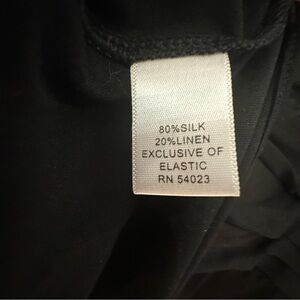 80%SILK
20%LINEN
EXCLUSIVE OF
ELASTIC
RN 54023